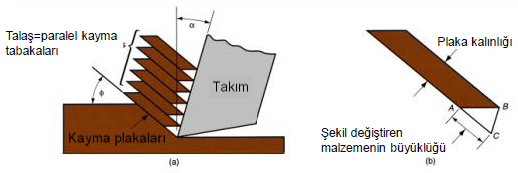 Talaş=paralel kayma
tabakaları
s
α
Takım
ϕ
Kayma plakaları
(a)
Plaka kalınlığı
A
B
C
Şekil değiştiren
malzemenin büyüklüğü
(b)